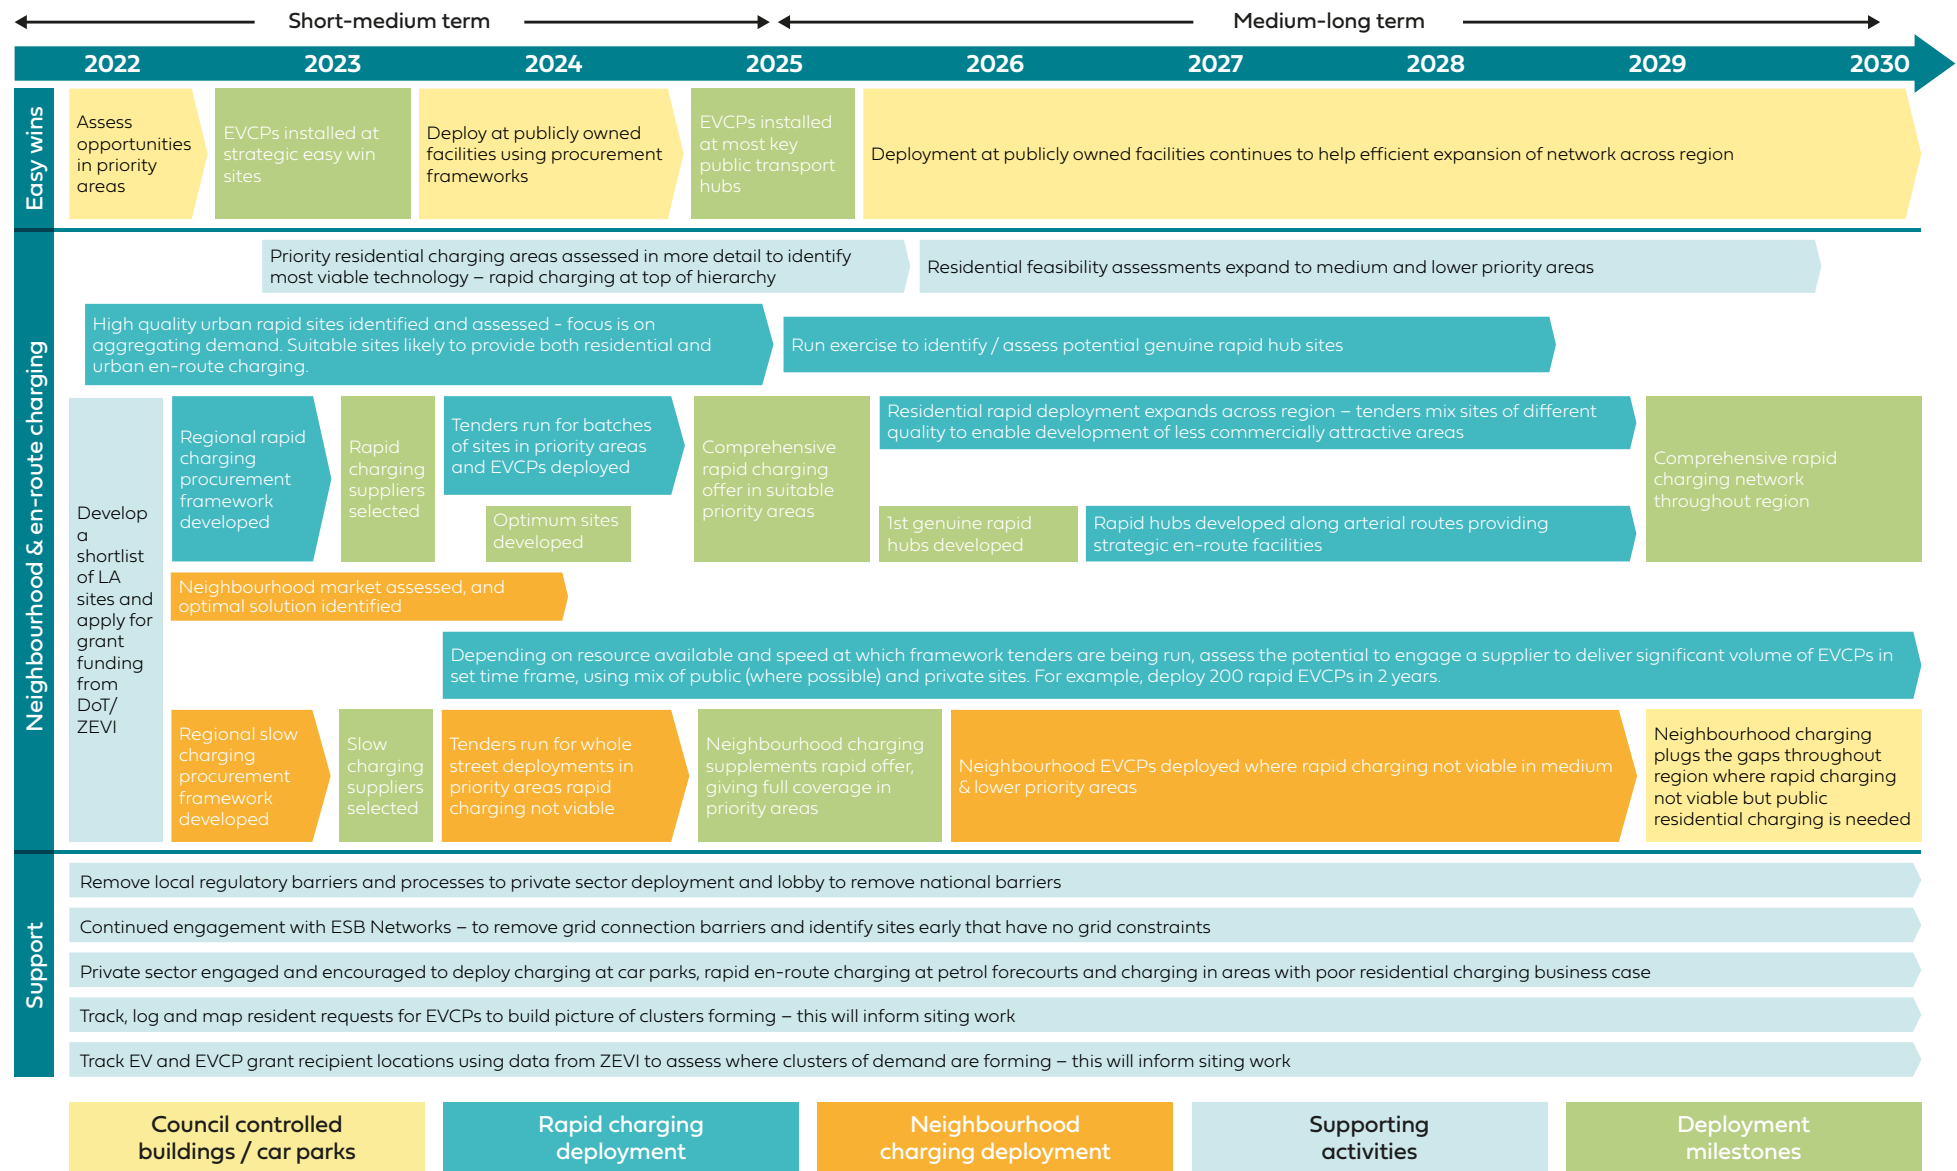 Short-medium term
Medium-long term
2022
2023
2024
2025
2026
2027
2028
2029
2030
Easy wins
Assess
opportunities
in priority
areas
EVCPs installed at
strategic easy win
sites
Deploy at publicly owned
facilities using procurement
frameworks
EVCPs installed
at most key
public transport
hubs
Deployment at publicly owned facilities continues to help efficient expansion of network across region
Neighbourhood & en-route charging
Priority residential charging areas assessed in more detail to identify
most viable technology – rapid charging at top of hierarchy
Residential feasibility assessments expand to medium and lower priority areas
High quality urban rapid sites identified and assessed - focus is on
aggregating demand. Suitable sites likely to provide both residential and
urban en-route charging.
Run exercise to identify / assess potential genuine rapid hub sites
Develop
a
shortlist
of LA
sites and
apply for
grant
funding
from
DoT/
ZEVI
Regional rapid
charging
procurement
framework
developed
Rapid
charging
suppliers
selected
Tenders run for batches
of sites in priority areas
and EVCPs deployed
Optimum sites
developed
Comprehensive
rapid charging
offer in suitable
priority areas
Residential rapid deployment expands across region – tenders mix sites of different
quality to enable development of less commercially attractive areas
1st genuine rapid
hubs developed
Rapid hubs developed along arterial routes providing
strategic en-route facilities
Comprehensive rapid
charging network
throughout region
Neighbourhood market assessed, and
optimal solution identified
Depending on resource available and speed at which framework tenders are being run, assess the potential to engage a supplier to deliver significant volume of EVCPs in
set time frame, using mix of public (where possible) and private sites. For example, deploy 200 rapid EVCPs in 2 years.
Regional slow
charging
procurement
framework
developed
Slow
charging
suppliers
selected
Tenders run for whole
street deployments in
priority areas rapid
charging not viable
Neighbourhood charging
supplements rapid offer,
giving full coverage in
priority areas
Neighbourhood EVCPs deployed where rapid charging not viable in medium
& lower priority areas
Neighbourhood charging
plugs the gaps throughout
region where rapid charging
not viable but public
residential charging is needed
Support
Remove local regulatory barriers and processes to private sector deployment and lobby to remove national barriers
Continued engagement with ESB Networks – to remove grid connection barriers and identify sites early that have no grid constraints
Private sector engaged and encouraged to deploy charging at car parks, rapid en-route charging at petrol forecourts and charging in areas with poor residential charging business case
Track, log and map resident requests for EVCPs to build picture of clusters forming – this will inform siting work
Track EV and EVCP grant recipient locations using data from ZEVI to assess where clusters of demand are forming – this will inform siting work
Council controlled
buildings / car parks
Rapid charging
deployment
Neighbourhood
charging deployment
Supporting
activities
Deployment
milestones